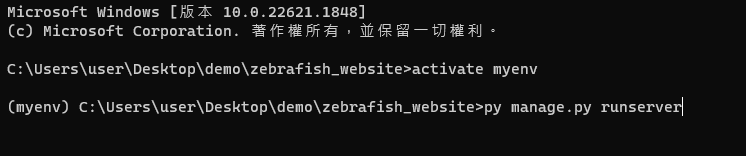 Microsoft Windows [版本 10.0.22621.1848]
(c) Microsoft Corporation. 著作權所有，並保留一切權利。
C:\Users\user\Desktop\demo\zebrafish_website>activate myenv
(myenv) C:\Users\user\Desktop\demo\zebrafish_website>py manage.py runserver